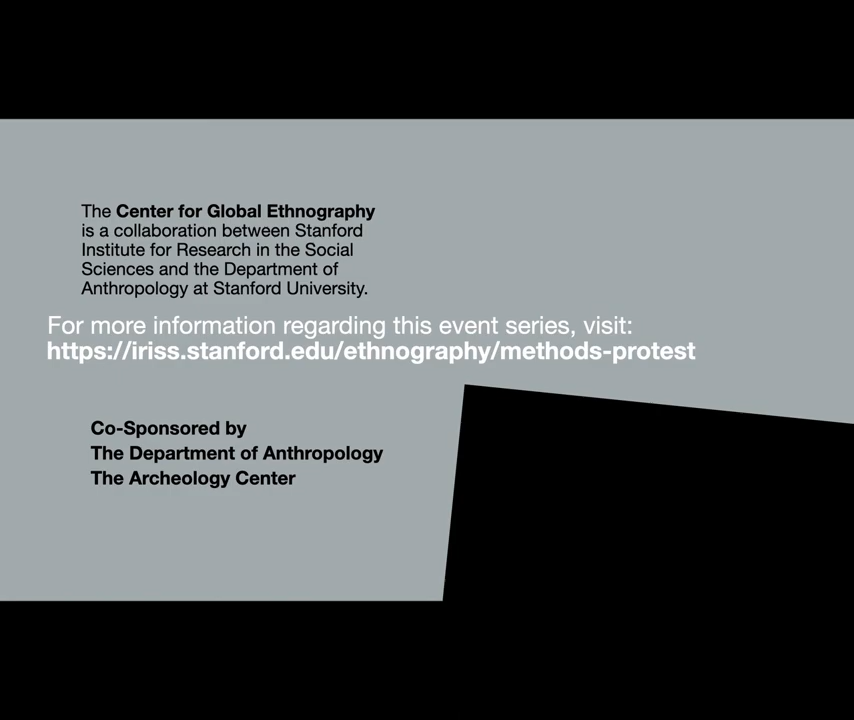 The Center for Global Ethnography
is a collaboration between Stanford
Institute for Research in the Social
Sciences and the Department of
Anthropology at Stanford University.
For more information regarding this event series, visit:
https://iriss.stanford.edu/ethnography/methods-protest
Co-Sponsored by
The Department of Anthropology
The Archeology Center